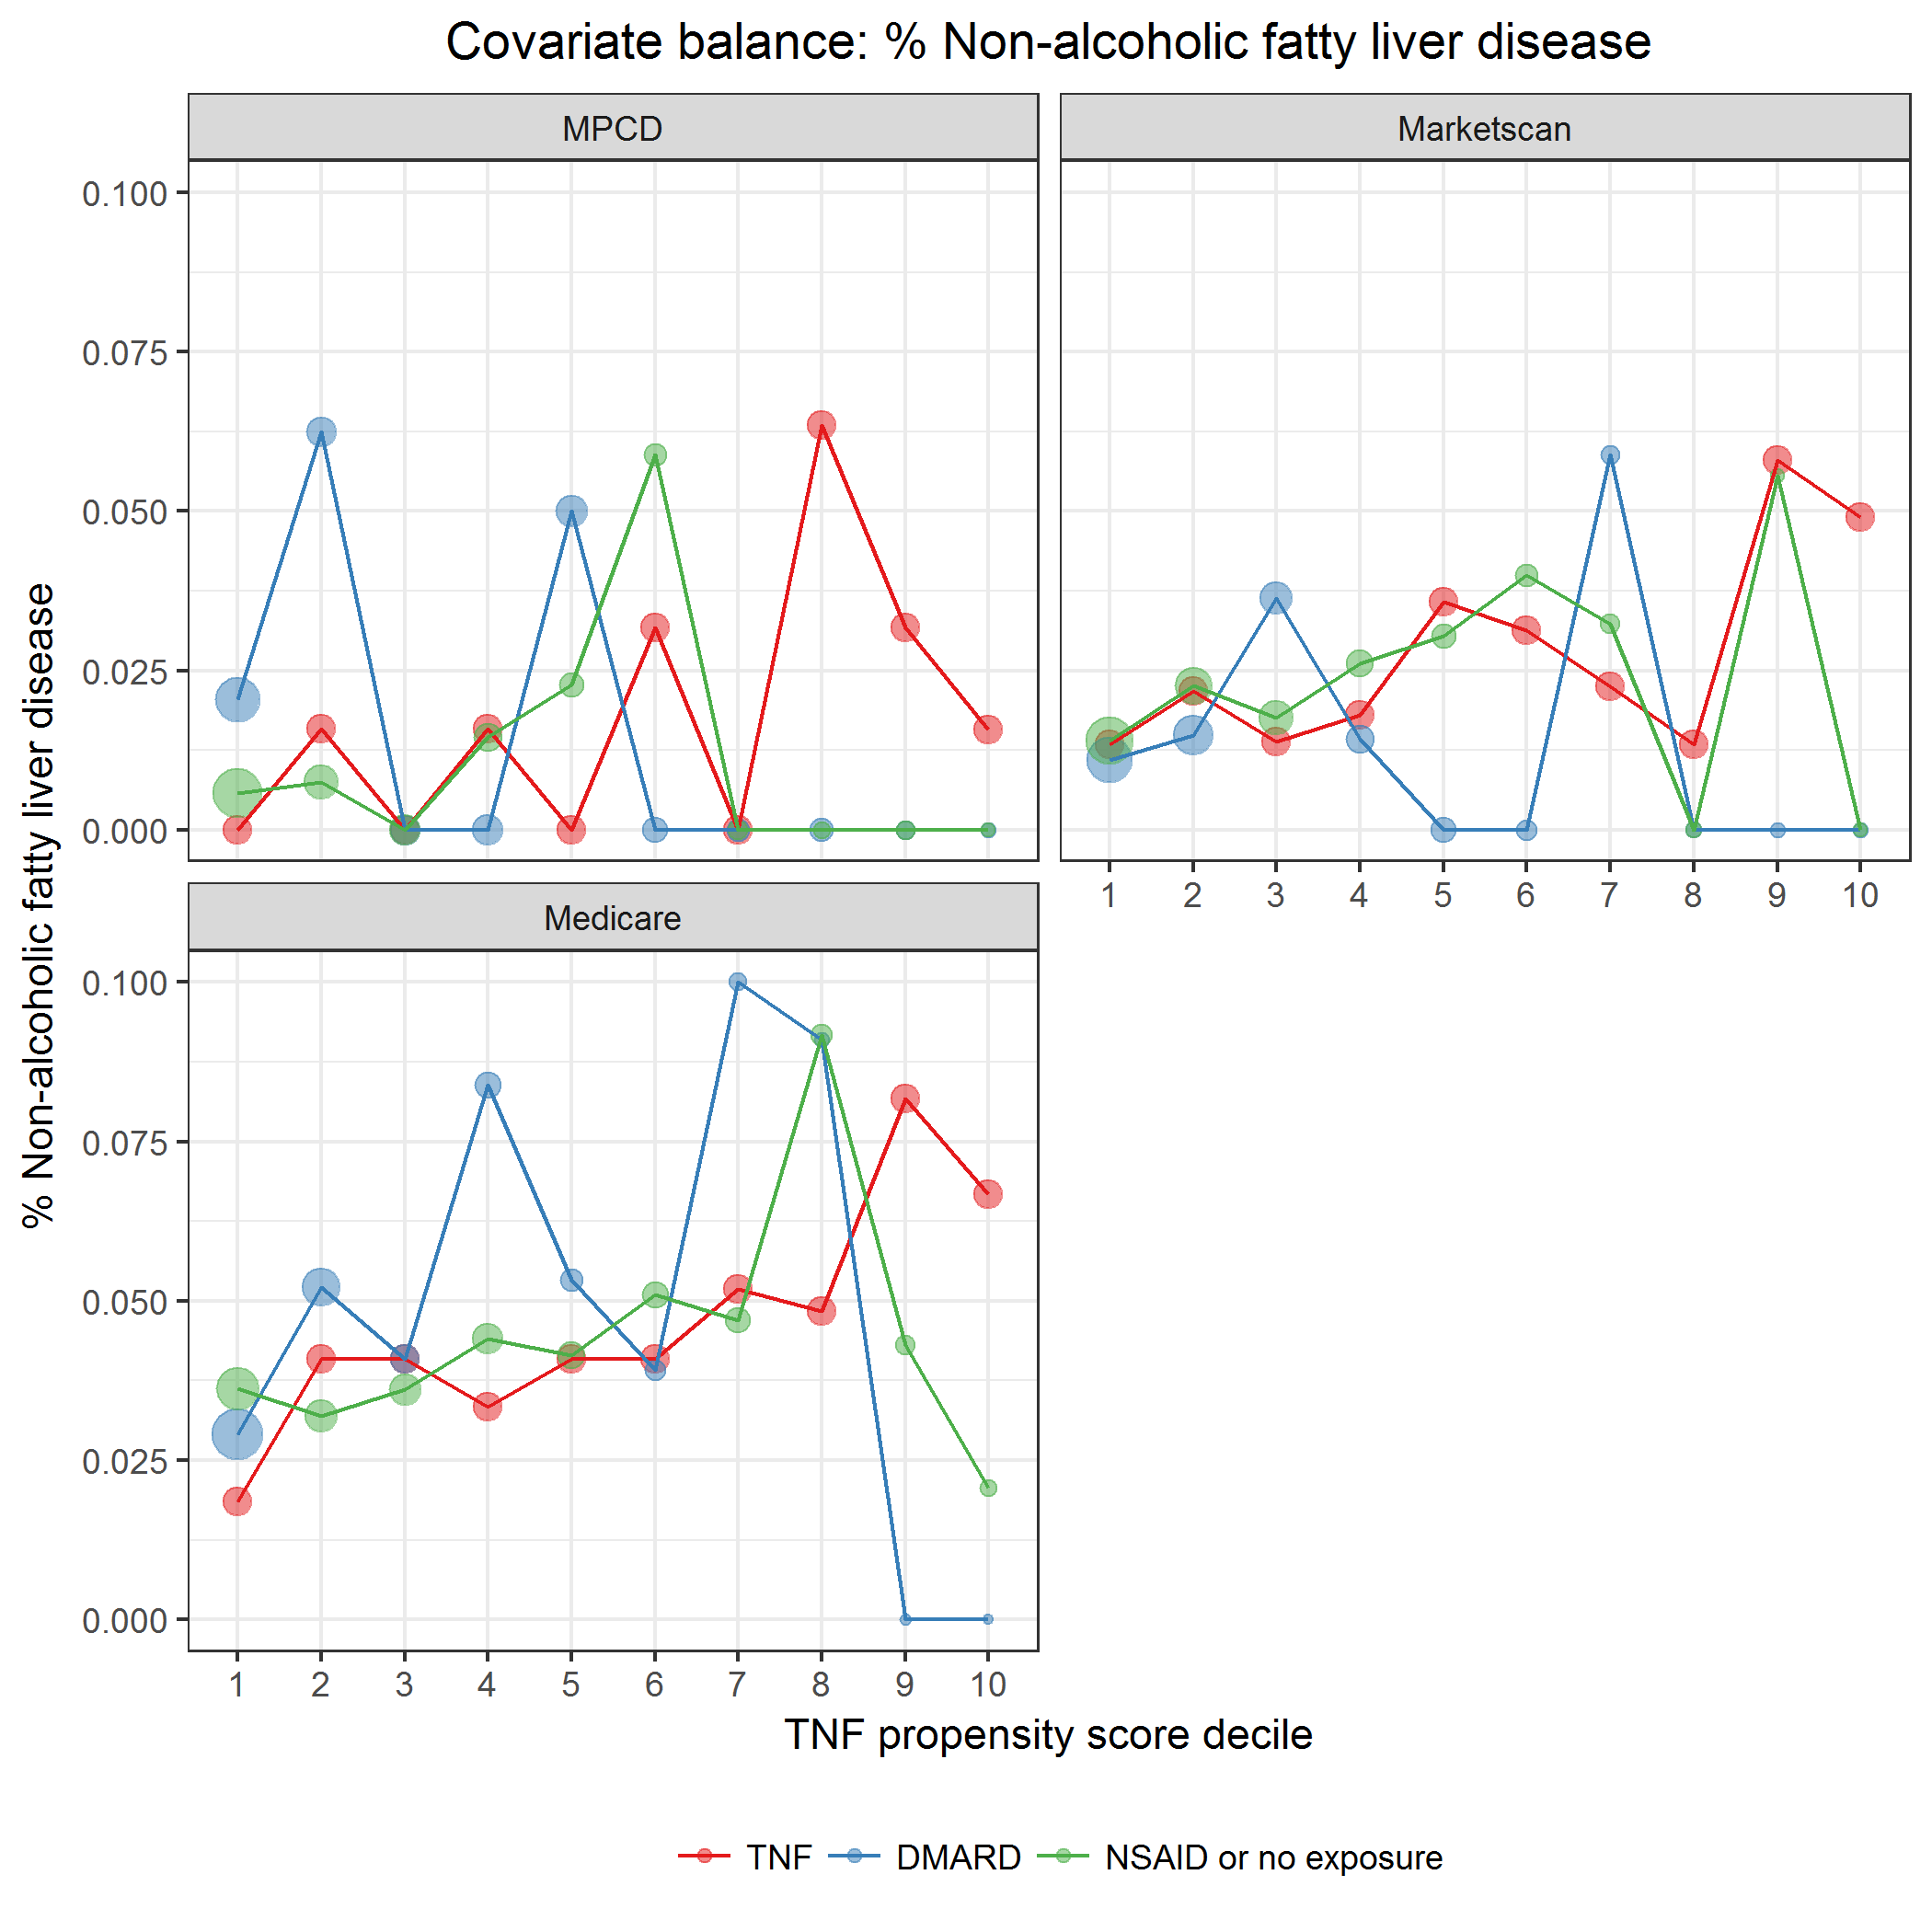 Covariate balance: % Non-alcoholic fatty liver disease
MPCD
Marketscan
0.100
0.075
0.050
0.025
0.000
1 2 3 4 5 6 7 8 9 10
Medicare
0.100
0.075
0.050
0.025
0.000
1 2 3 4 5 6 7 8 9 10
% Non-alcoholic fatty liver disease
TNF propensity score decile
TNF DMARD NSAID or no exposure